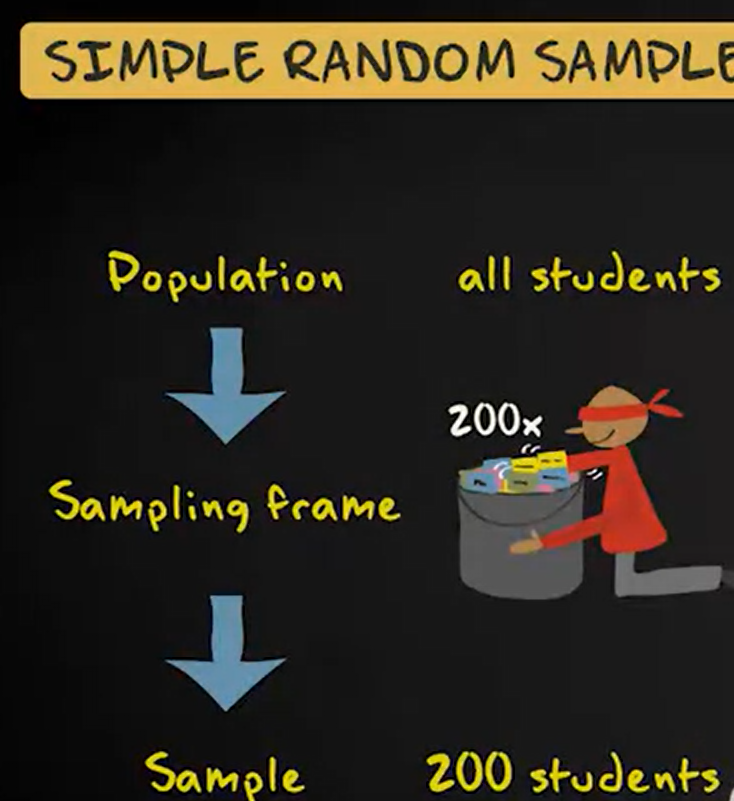 SIMPLE RANDOM SAMPLE
Population all students
200x
Sampling frame
Sample 200 students